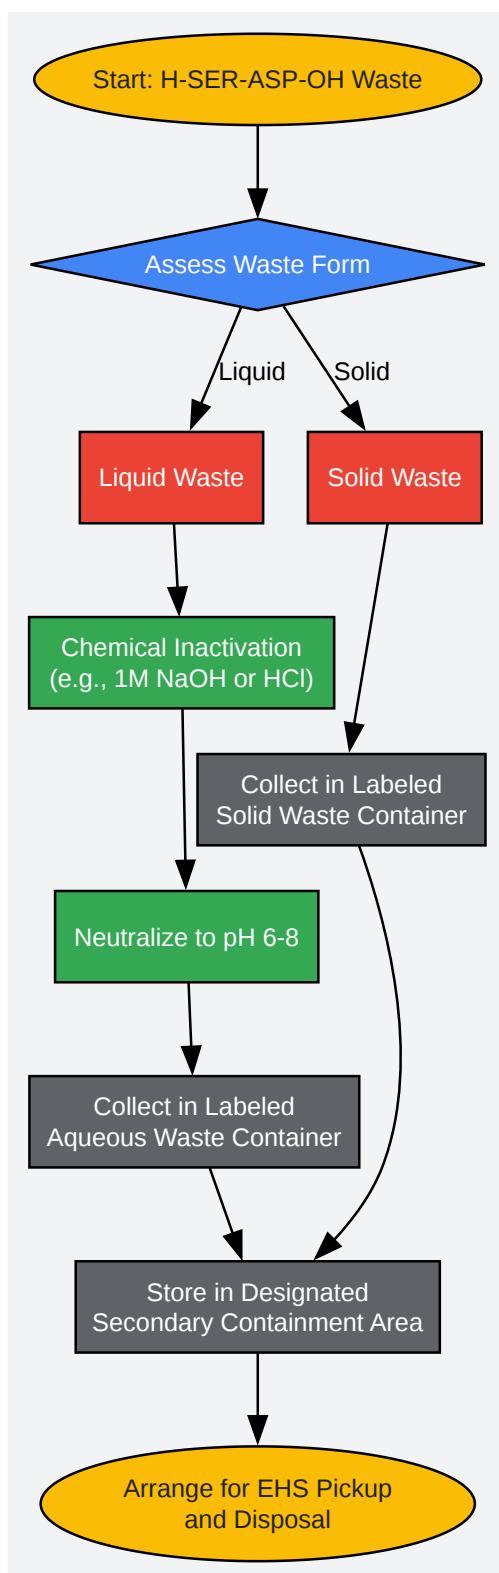 Start: H-SER-ASP-OH Waste
Assess Waste Form
Liquid
Solid
Liquid Waste
Solid Waste
Chemical Inactivation
(e.g., 1M NaOH or HCl)
Collect in Labeled
Solid Waste Container
Neutralize to pH 6-8
Collect in Labeled
Aqueous Waste Container
Store in Designated
Secondary Containment Area
Arrange for EHS Pickup
and Disposal